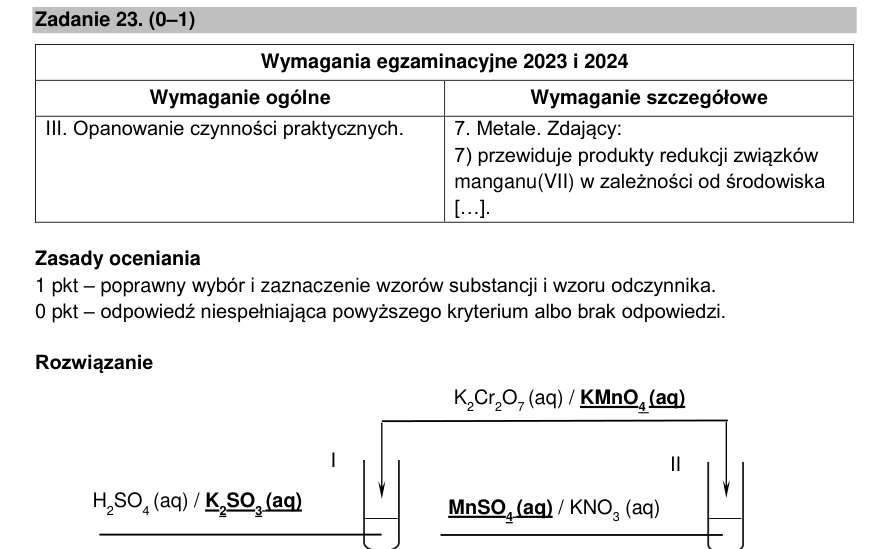 Zadanie 23. (0–1)
Wymagania egzaminacyjne 2023 i 2024
Wymaganie ogólne
Wymaganie szczegółowe
III. Opanowanie czynności praktycznych.
7. Metale. Zdający:
7) przewiduje produkty redukcji związków
manganu(VII) w zależności od środowiska
[…].
Zasady oceniania
1 pkt – poprawny wybór i zaznaczenie wzorów substancji i wzoru odczynnika.
0 pkt – odpowiedź niespełniająca powyższego kryterium albo brak odpowiedzi.
Rozwiązanie
K₂Cr₂O₇ (aq) / KMnO₄ (aq)
I
II
H₂SO₄ (aq) / K₂SO₃ (aq)
MnSO₄ (aq) / KNO₃ (aq)